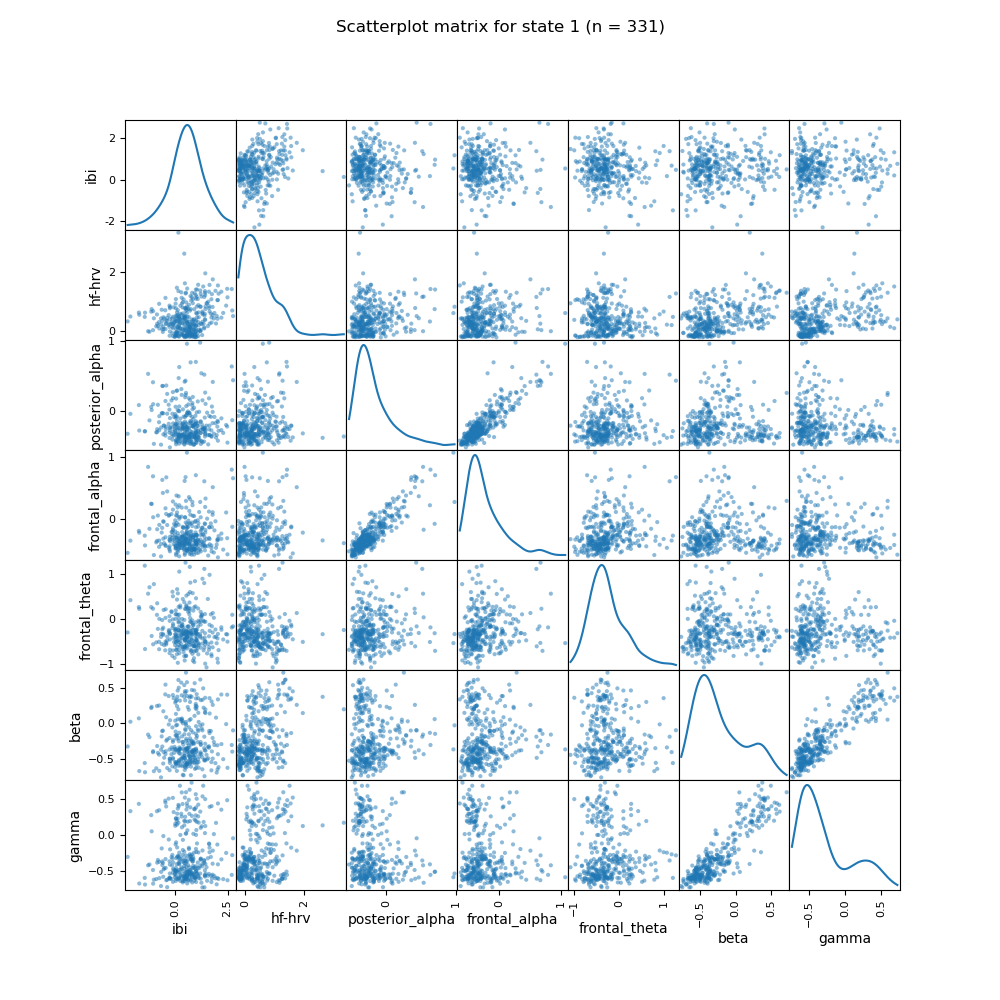 Scatterplot matrix for state 1 (n = 331)
ibi
2
0
-2
hf-hrv
2
0
posterior_alpha
1
0
frontal_alpha
1
0
frontal_theta
1
0
−1
beta
0.5
0.0
−0.5
gamma
0.5
0.0
−0.5
0.0 2.5 0 2 0 1 0 1 −1 0 1 −0.5 0.0 0.5 −0.5 0.0 0.5
ibi hf-hrv posterior_alpha frontal_alpha frontal_theta beta gamma